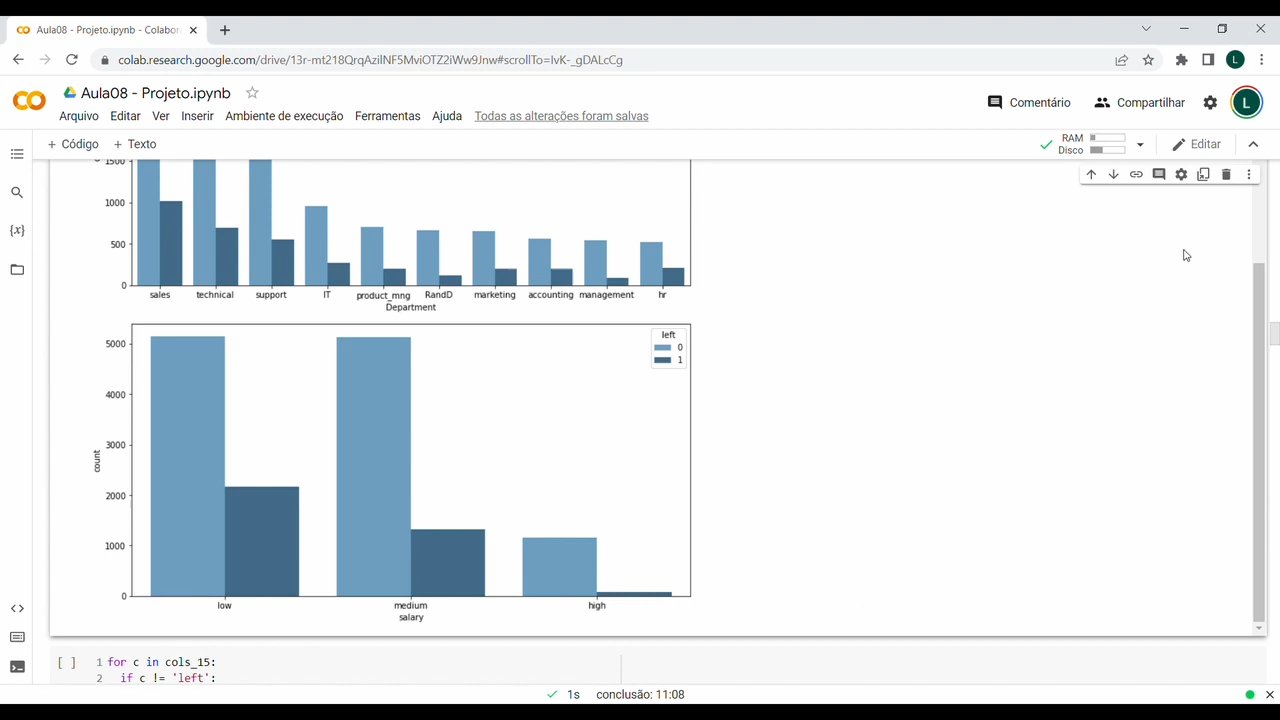 Aula08 - Projeto.ipynb - Colabor
colab.research.google.com/drive/13r-mt218QrqAzilNF5MviOTZ2iWw9Jnw#scrollTo=IvK-_gDALcCg
L
Aula08 - Projeto.ipynb
Arquivo Editar Ver Inserir Ambiente de execução Ferramentas Ajuda Todas as alterações foram salvas
Comentário Compartilhar L
+ Código + Texto
RAM
Disco
Editar
{x}
1500
1000
500
0
sales technical support IT product_mng RandD marketing accounting management hr
Department
left
0
1
5000
4000
3000
2000
1000
0
count
low medium high
salary
[ ] 1 for c in cols_15:
2 if c != 'left':
1s conclusão: 11:08